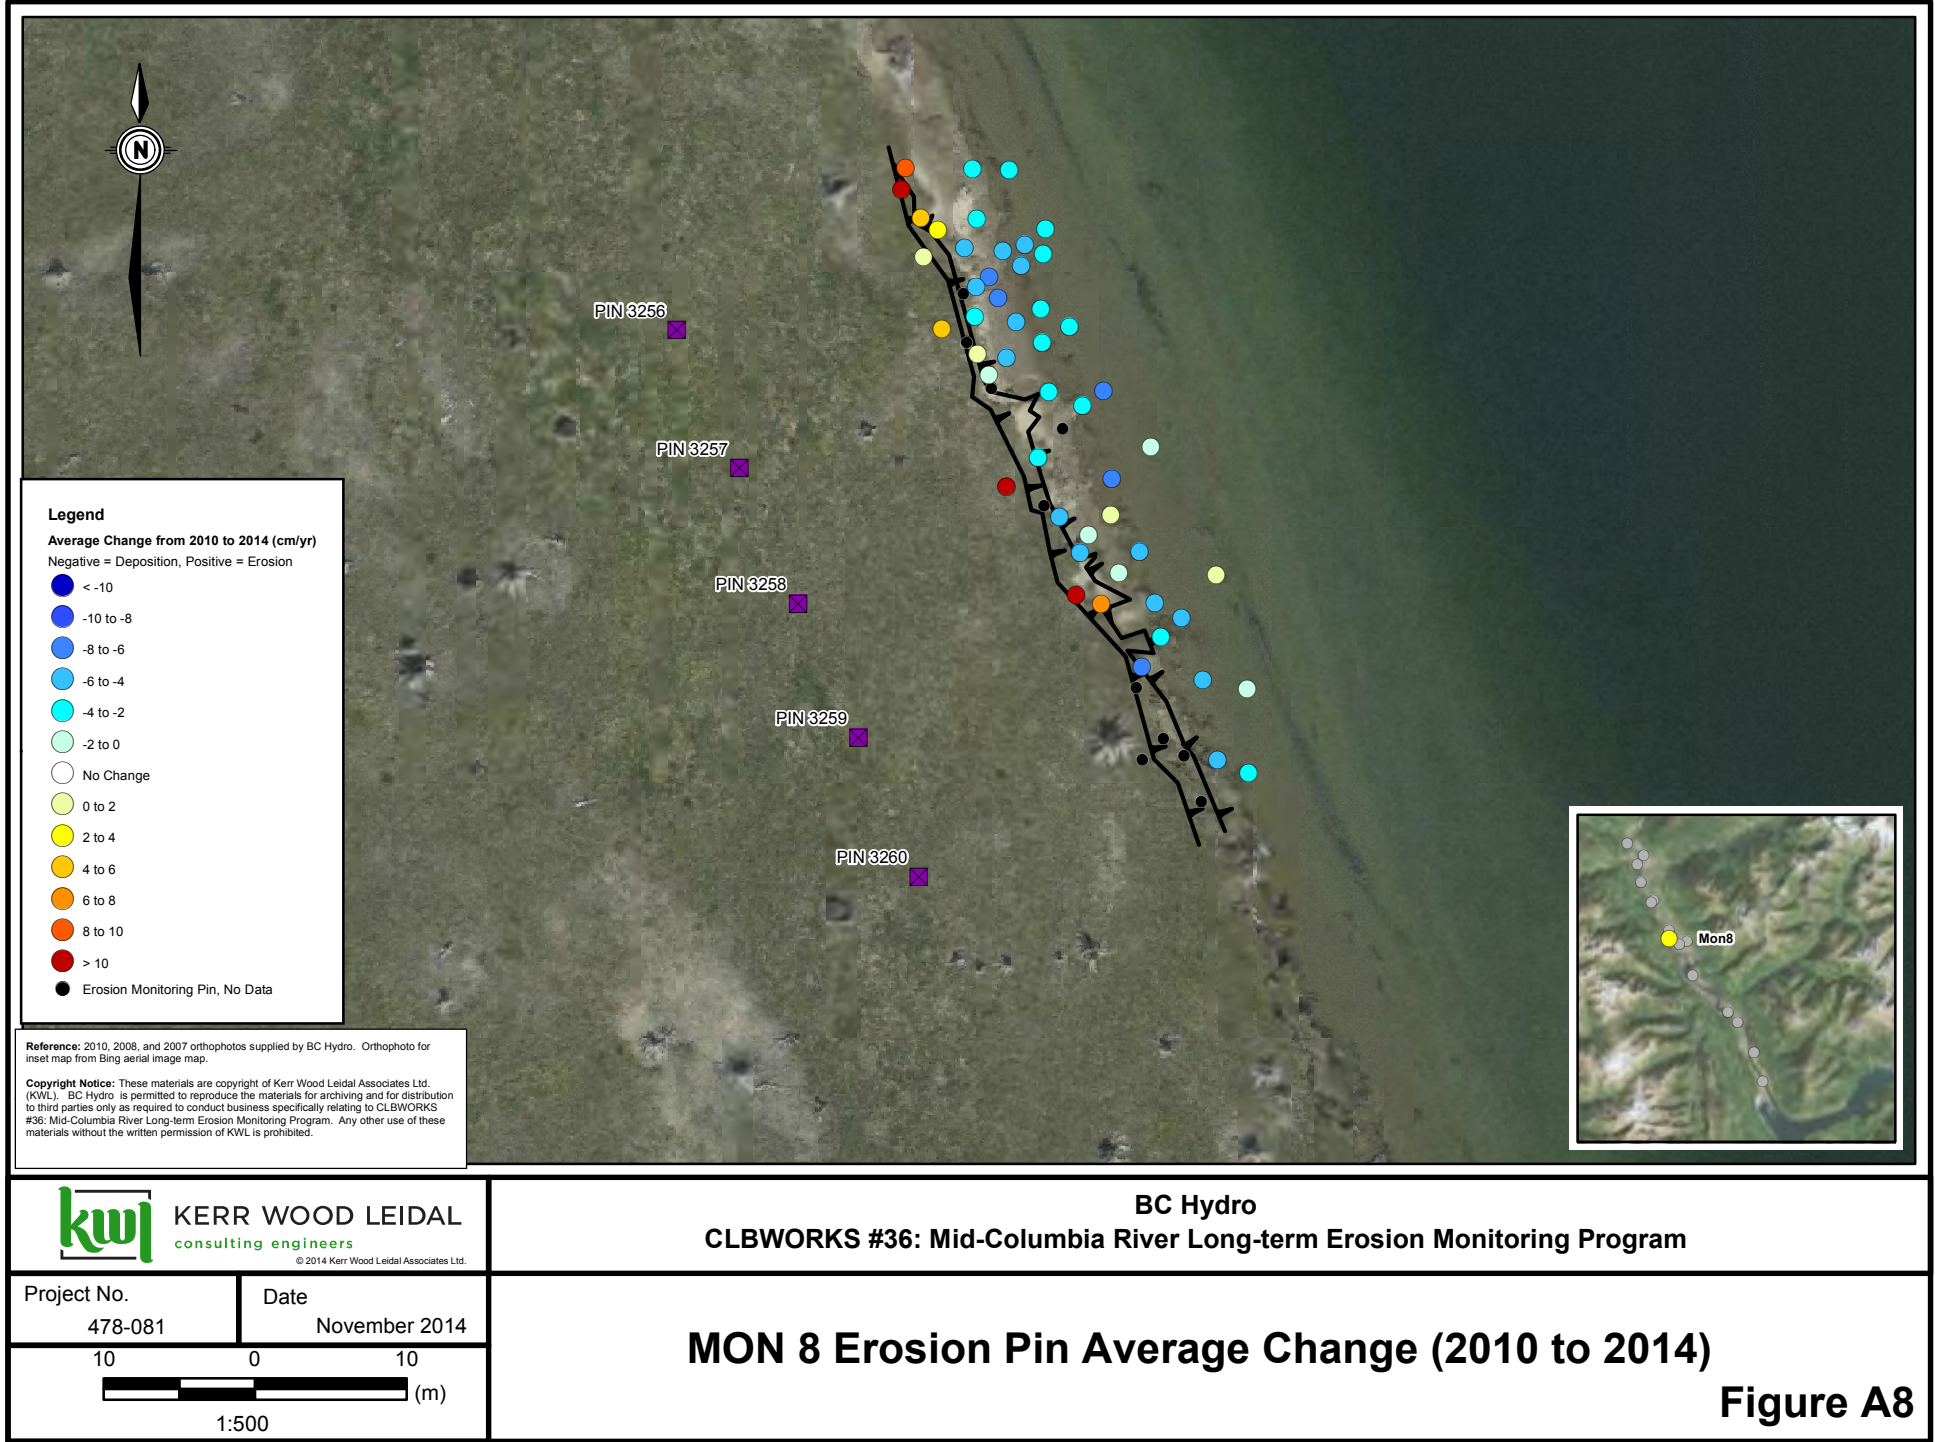 N
PIN 3256
PIN 3257
PIN 3258
PIN 3259
PIN 3260
Legend
Average Change from 2010 to 2014 (cm/yr)
Negative = Deposition, Positive = Erosion
< -10
-10 to -8
-8 to -6
-6 to -4
-4 to -2
-2 to 0
No Change
0 to 2
2 to 4
4 to 6
6 to 8
8 to 10
> 10
Erosion Monitoring Pin, No Data
Mon8
Reference: 2010, 2008, and 2007 orthophotos supplied by BC Hydro. Orthophoto for
inset map from Bing aerial image map.
Copyright Notice: These materials are copyright of Kerr Wood Leidal Associates Ltd.
(KWL). BC Hydro is permitted to reproduce the materials for archiving and for distribution
to third parties only as required to conduct business specifically relating to CLBWORKS
#36: Mid-Columbia River Long-term Erosion Monitoring Program. Any other use of these
materials without the written permission of KWL is prohibited.
kwl
KERR WOOD LEIDAL
consulting engineers
© 2014 Kerr Wood Leidal Associates Ltd.
BC Hydro
CLBWORKS #36: Mid-Columbia River Long-term Erosion Monitoring Program
Project No.
478-081
Date
November 2014
10 0 10
(m)
1:500
MON 8 Erosion Pin Average Change (2010 to 2014)
Figure A8